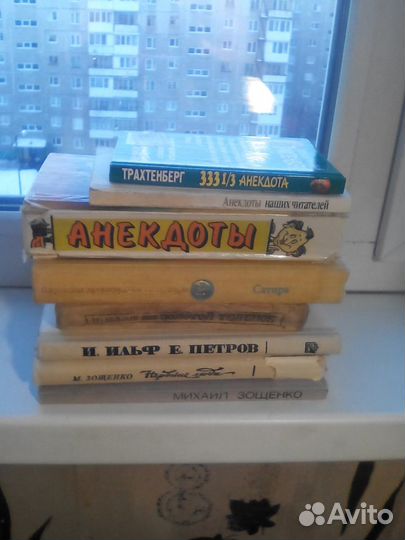 ТРАХТЕНБЕРГ 333 1/3 АНЕКДОТА
Анекдоты наших читателей
АНЕКДОТЫ
Сатира
И. ИЛЬФ Е. ПЕТРОВ
М. ЗОЩЕНКО
МИХАИЛ ЗОЩЕНКО
Avito